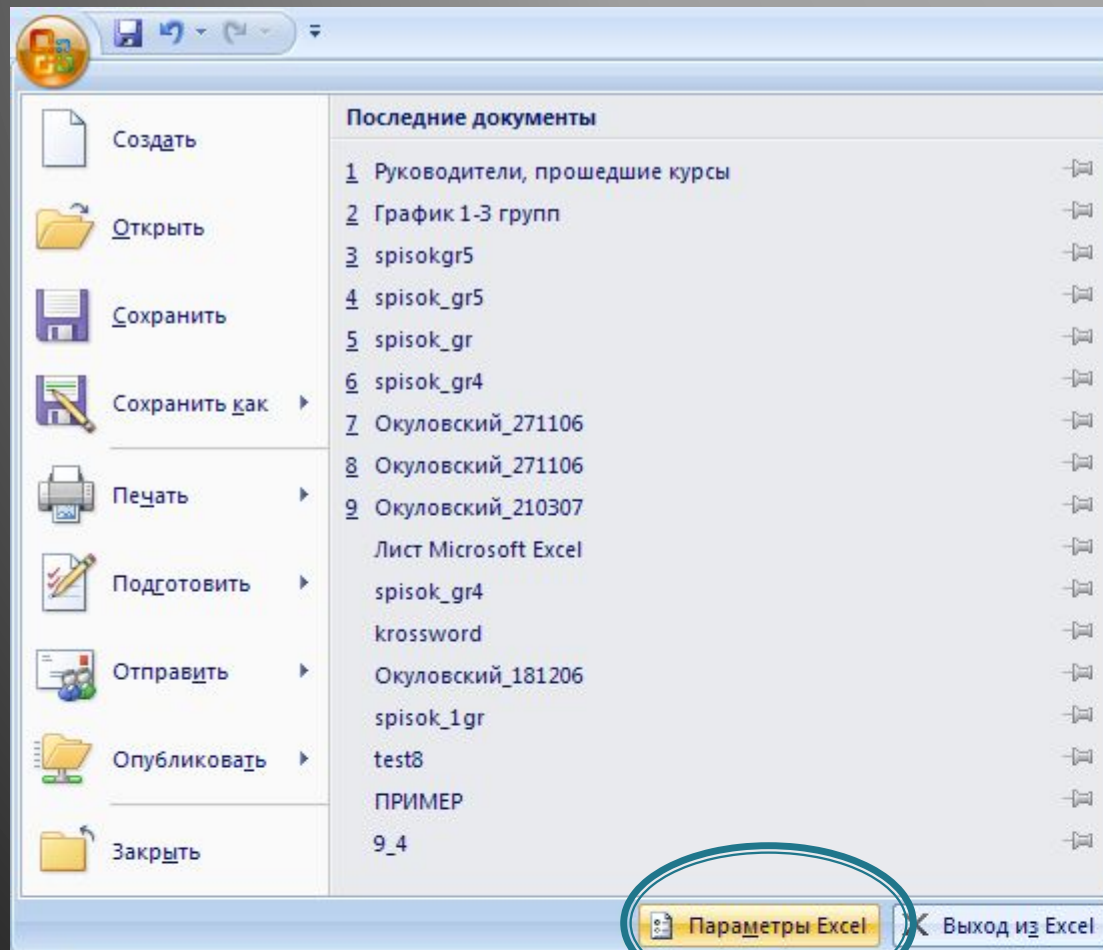 Создать
Открыть
Сохранить
Сохранить как
Печать
Подготовить
Отправить
Опубликовать
Закрыть
Последние документы
1 Руководители, прошедшие курсы
2 График 1-3 групп
3 spisokgr5
4 spisok_gr5
5 spisok_gr
6 spisok_gr4
7 Окуловский_271106
8 Окуловский_271106
9 Окуловский_210307
Лист Microsoft Excel
spisok_gr4
krossword
Окуловский_181206
spisok_1gr
test8
ПРИМЕР
9_4
Параметры Excel
Выход из Excel